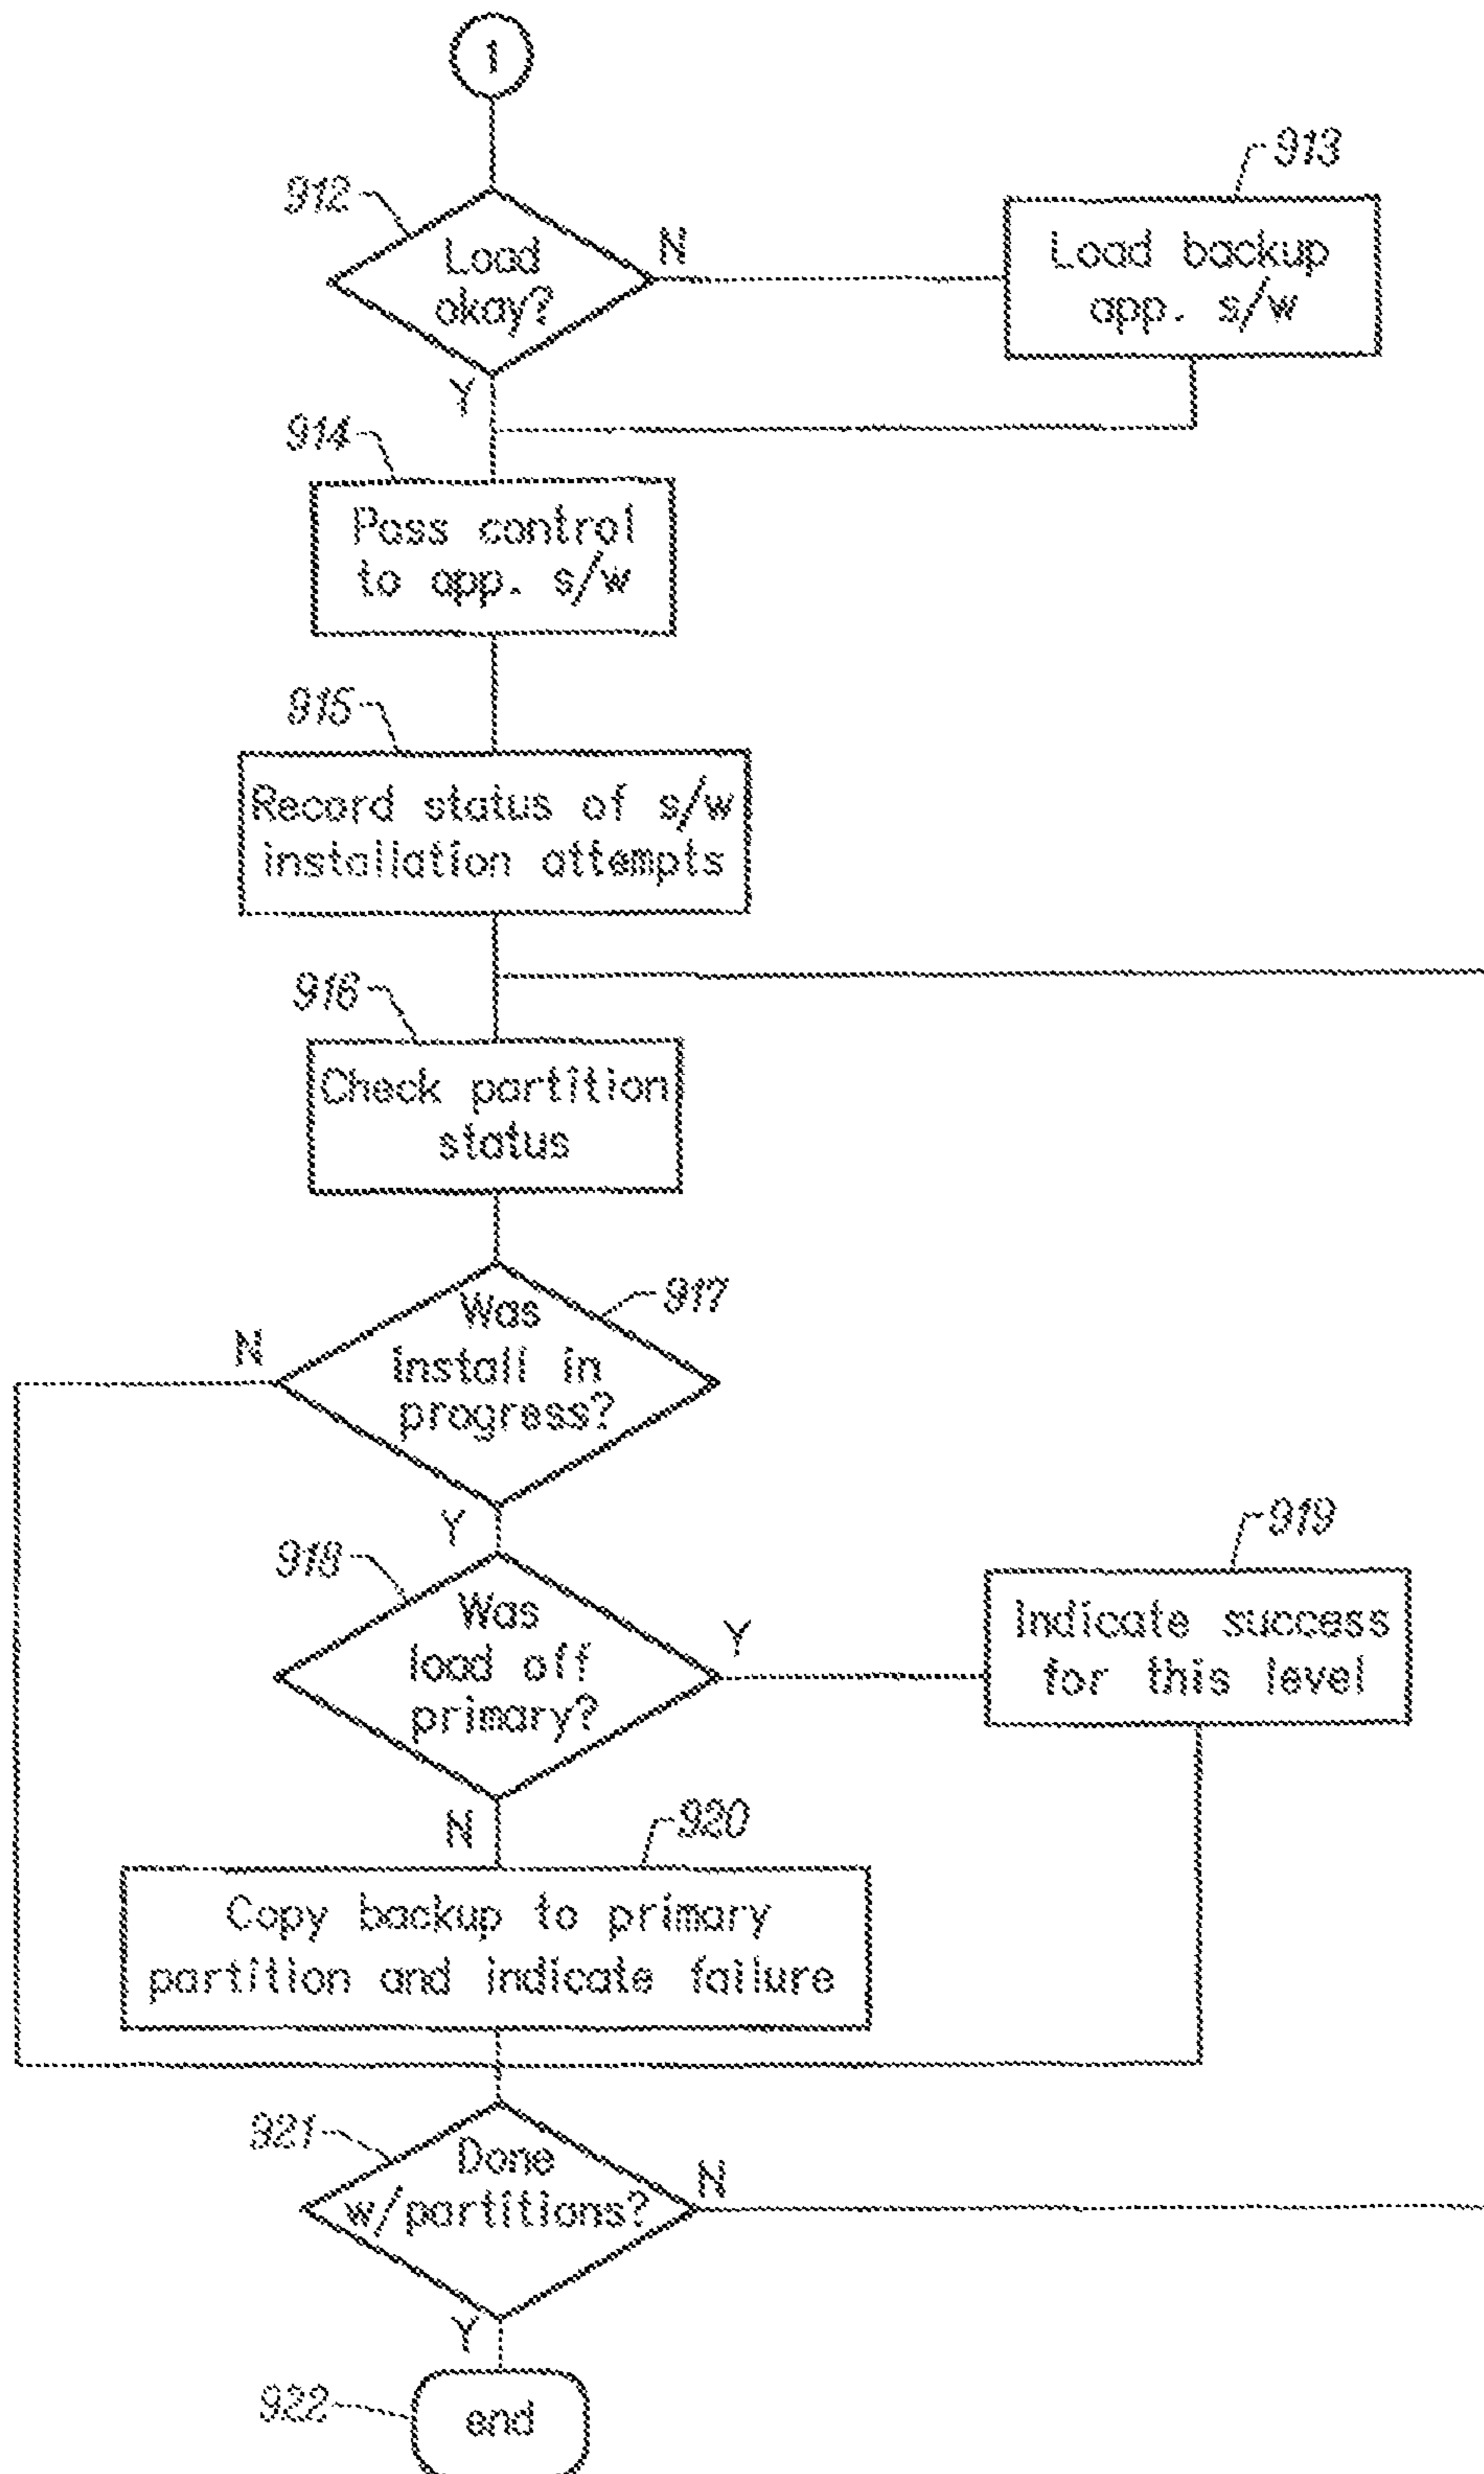 1
912
Load
okay?
N
Y
913
Load backup
app. s/w
914
Pass control
to app. s/w
915
Record status of s/w
installation attempts
916
Check partition
status
917
Was
install in
progress?
N
Y
918
Was
load off
primary?
Y
N
919
Indicate success
for this level
920
Copy backup to primary
partition and indicate failure
921
Done
w/partitions?
N
Y
922
end